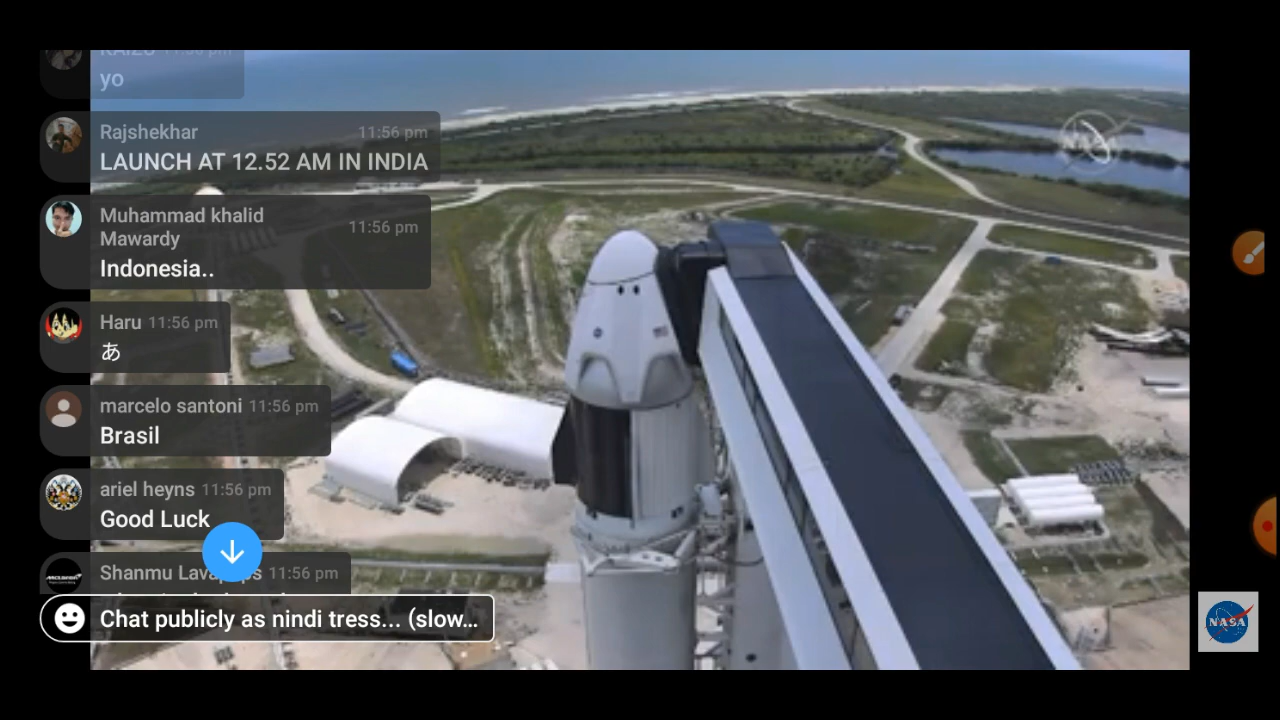 yo
Rajshekhar 11:56 pm
LAUNCH AT 12.52 AM IN INDIA
Muhammad khalid
Mawardy 11:56 pm
Indonesia..
Haru 11:56 pm
あ
marcelo santoni 11:56 pm
Brasil
ariel heyns 11:56 pm
Good Luck
Shanmu 11:56 pm
Chat publicly as nindi tress... (slow...
NASA
NASA